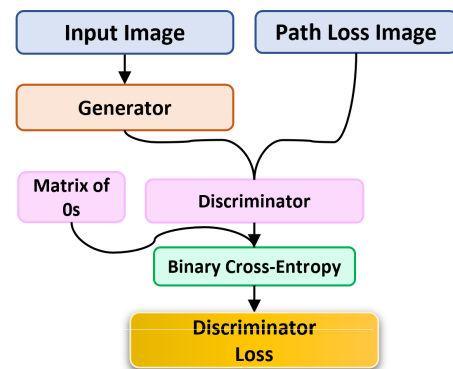 Input Image
Path Loss Image
Generator
Matrix of
0s
Discriminator
Binary Cross-Entropy
Discriminator
Loss